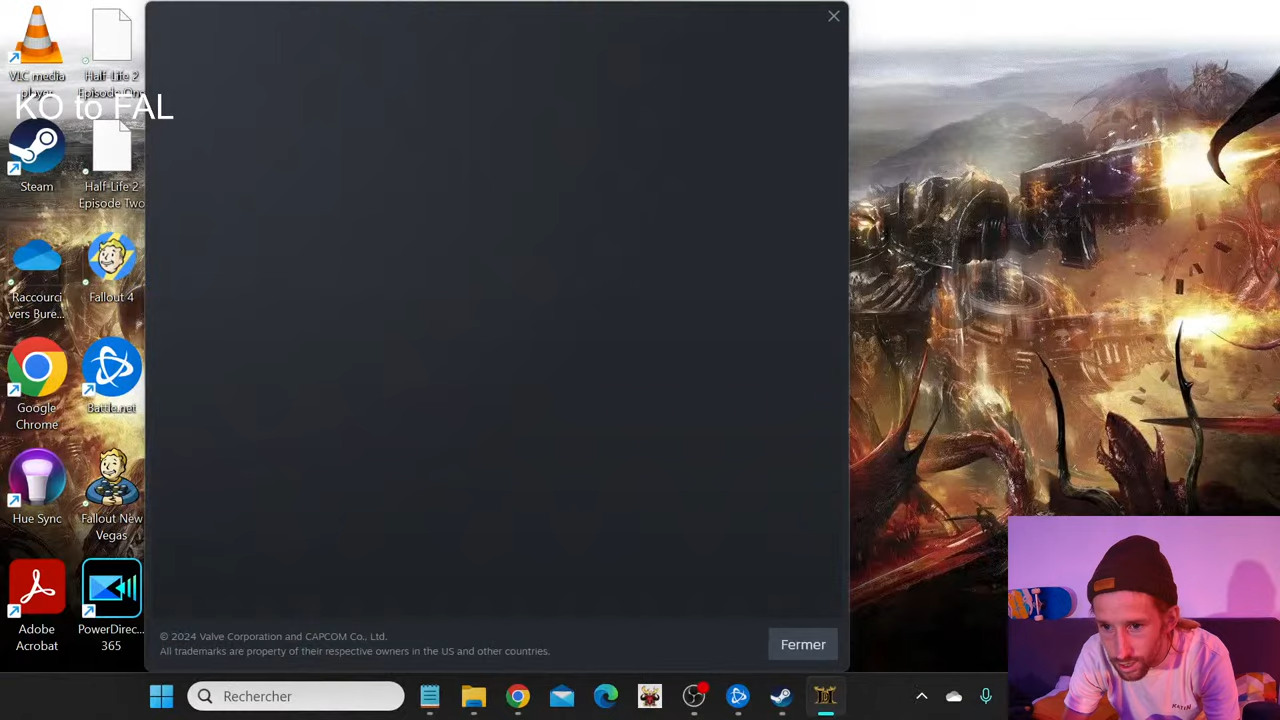 VLC media
player
Half-Life 2
Episode On
KO to FAL
Steam
Half-Life 2
Episode Two
Raccourci
vers Bure...
Fallout 4
Google
Chrome
Battle.net
Hue Sync
Fallout New
Vegas
Adobe
Acrobat
PowerDirec...
365
© 2024 Valve Corporation and CAPCOM Co., Ltd.
All trademarks are property of their respective owners in the US and other countries.
Fermer
Rechercher